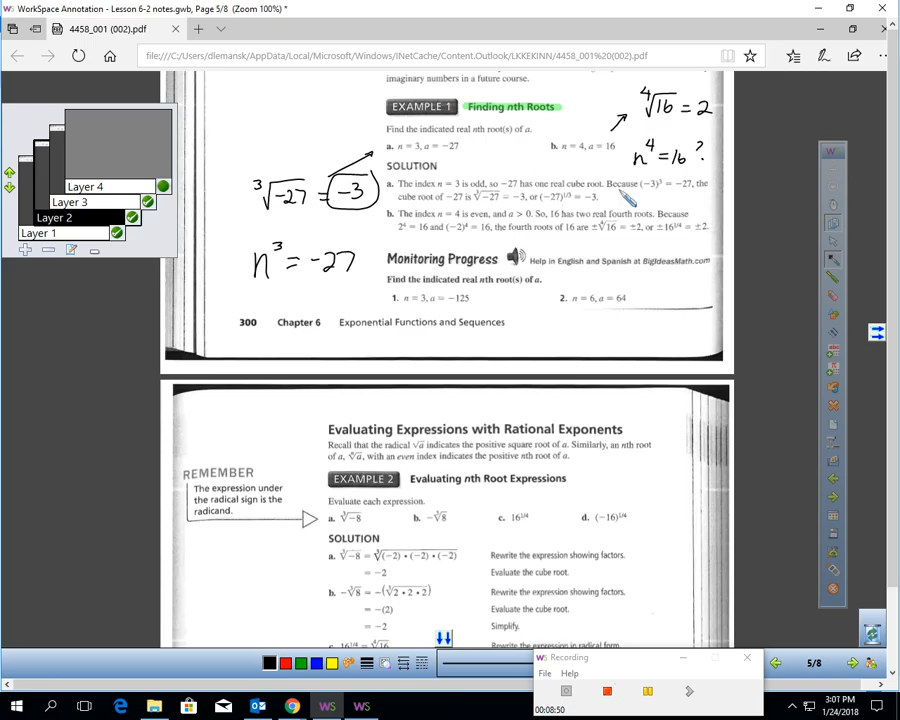 WorkSpace Annotation - Lesson 6-2 notes.gwb, Page 5/8 (Zoom 100%) *
4458_001 (002).pdf
file:///C:/Users/dlemansk/AppData/Local/Microsoft/Windows/INetCache/Content.Outlook/LKKEKINN/4458_001%20(002).pdf
Layer 4
Layer 3
Layer 2
Layer 1
imaginary numbers in a future course.
EXAMPLE 1 Finding nth Roots
Find the indicated real nth root(s) of a.
a. n = 3, a = −27
b. n = 4, a = 16
∜16 = 2
n⁴ = 16 ?
SOLUTION
a. The index n = 3 is odd, so −27 has one real cube root. Because (−3)³ = −27, the
cube root of −27 is ∛−27 = −3, or (−27)^1/3 = −3.
b. The index n = 4 is even, and a > 0. So, 16 has two real fourth roots. Because
2⁴ = 16 and (−2)⁴ = 16, the fourth roots of 16 are ±∜16 = ±2, or ±16^1/4 = ±2.
∛−27 = −3
n³ = −27
Monitoring Progress
Help in English and Spanish at BigIdeasMath.com
Find the indicated real nth root(s) of a.
1. n = 3, a = −125
2. n = 6, a = 64
300 Chapter 6 Exponential Functions and Sequences
Evaluating Expressions with Rational Exponents
Recall that the radical √a indicates the positive square root of a. Similarly, an nth root
of a, ⁿ√a, with an even index indicates the positive nth root of a.
REMEMBER
The expression under
the radical sign is the
radicand.
EXAMPLE 2 Evaluating nth Root Expressions
Evaluate each expression.
a. ∛−8
b. −∛8
c. 16^1/4
d. (−16)^1/4
SOLUTION
a. ∛−8 = ∛(−2) • (−2) • (−2) Rewrite the expression showing factors.
= −2 Evaluate the cube root.
b. −∛8 = −(∛2 • 2 • 2) Rewrite the expression showing factors.
= −(2) Evaluate the cube root.
= −2 Simplify.
c. 16^1/4 = ∜16 Rewrite the expression in radical form.
5/8
Recording
File Help
00:08:50
3:07 PM
1/24/2018